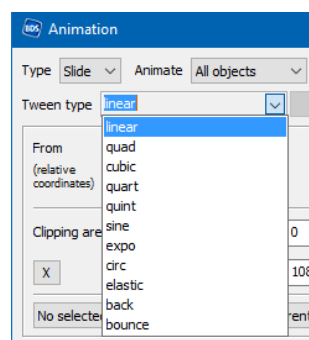 BDS Animation
Type Slide Animate All objects
Tween type linear
linear
quad
cubic
quart
quint
sine
expo
circ
elastic
back
bounce
From
(relative
coordinates)
Clipping are 0
X 108
No selecte rent